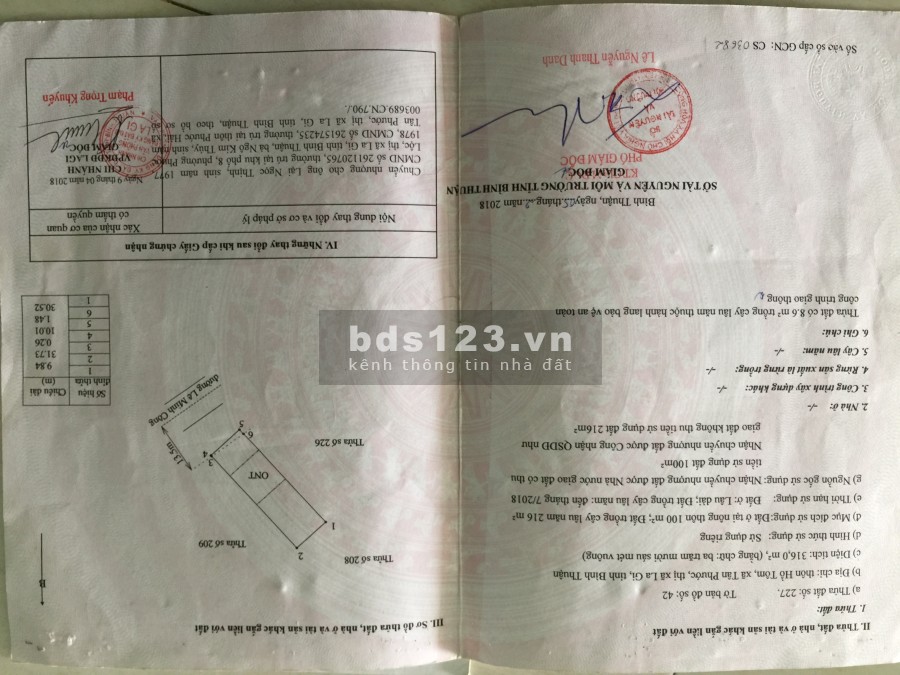 II. Thửa đất, nhà ở và tài sản khác gắn liền với đất
1. Thửa đất:
a) Thửa đất số: 227. Tờ bản đồ số: 42
b) Địa chỉ: thôn Hồ Tôm, xã Tân Phước, thị xã La Gi, tỉnh Bình Thuận
c) Diện tích: 316,0 m², (bằng chữ: ba trăm mười sáu mét vuông)
d) Hình thức sử dụng: Sử dụng riêng
đ) Mục đích sử dụng: Đất ở tại nông thôn 100 m²; Đất trồng cây lâu năm 216 m²
e) Thời hạn sử dụng: Đất ở: Lâu dài; Đất trồng cây lâu năm: đến tháng 7/2018
g) Nguồn gốc sử dụng: Nhận chuyển nhượng đất được Nhà nước giao đất có thu
tiền sử dụng đất 100m²
Nhận chuyển nhượng đất được Công nhận QSDĐ như
giao đất không thu tiền sử dụng đất 216m²
2. Nhà ở: -/-
3. Công trình xây dựng khác: -/-
4. Rừng sản xuất là rừng trồng: -/-
5. Cây lâu năm: -/-
6. Ghi chú:
Thửa đất có 8.6 m² trồng cây lâu năm thuộc hành lang bảo vệ an toàn
công trình giao thông
Bình Thuận, ngày 25 tháng 2 năm 2018
SỞ TÀI NGUYÊN VÀ MÔI TRƯỜNG TỈNH BÌNH THUẬN
GIÁM ĐỐC
PHÓ GIÁM ĐỐC
SỞ
TÀI NGUYÊN
VÀ
Lê Nguyễn Thanh Danh
Số vào sổ cấp GCN: CS 03682
III. Sơ đồ thửa đất, nhà ở và tài sản khác gắn liền với đất
B
Thửa số 208
Thửa số 209
2
1
ONT
3
4
5
6
13.5m
Thửa số 226
đường Lê Minh Công
Số hiệu đỉnh thửa
Chiều dài (m)
1
9.84
2
31.73
3
0.26
4
10.01
5
1.48
6
30.52
1
IV. Những thay đổi sau khi cấp Giấy chứng nhận
Nội dung thay đổi và cơ sở pháp lý
Xác nhận của cơ quan
có thẩm quyền
Chuyển nhượng cho ông Lại Ngọc Thịnh, sinh năm 1977
CMND số 261120765, thường trú tại khu phố 8, phường Phước
Lộc, thị xã La Gi, tỉnh Bình Thuận, bà Ngô Kim Thủy, sinh năm
1978, CMND số 261574235, thường trú tại thôn Phước Hải, xã
Tân Phước, thị xã La Gi, tỉnh Bình Thuận, theo hồ sơ số
003689.CN.790./.
Ngày 9 tháng 04 năm 2018
CHI NHÁNH
VPĐKĐĐ LAGI
GIÁM ĐỐC
LA GI
Phạm Trọng Khuyến
bds123.vn
kênh thông tin nhà đất